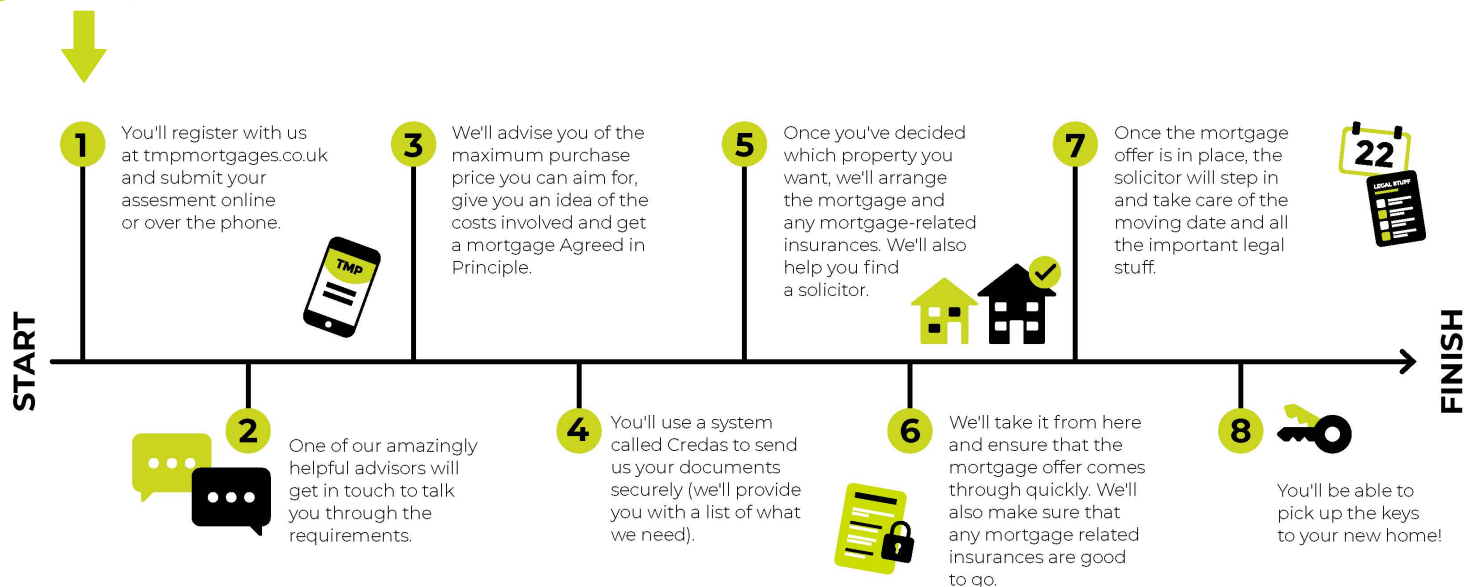 START
1
You'll register with us
at tmpmortgages.co.uk
and submit your
assesment online
or over the phone.
TMP
2
One of our amazingly
helpful advisors will
get in touch to talk
you through the
requirements.
3
We'll advise you of the
maximum purchase
price you can aim for,
give you an idea of the
costs involved and get
a mortgage Agreed in
Principle.
4
You'll use a system
called Credas to send
us your documents
securely (we'll provide
you with a list of what
we need).
5
Once you've decided
which property you
want, we'll arrange
the mortgage and
any mortgage-related
insurances. We'll also
help you find
a solicitor.
6
We'll take it from here
and ensure that the
mortgage offer comes
through quickly. We'll
also make sure that
any mortgage related
insurances are good
to go.
7
Once the mortgage
offer is in place, the
solicitor will step in
and take care of the
moving date and all
the important legal
stuff.
22
LEGAL STUFF
8
You'll be able to
pick up the keys
to your new home!
FINISH